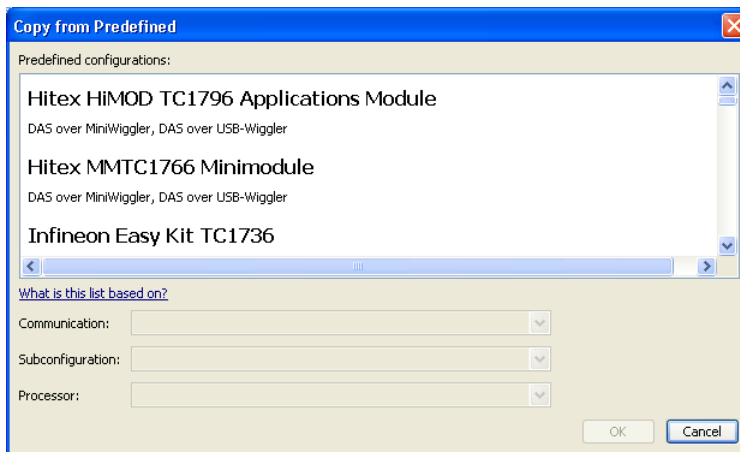 Copy from Predefined
Predefined configurations:
Hitex HiMOD TC1796 Applications Module
DAS over MiniWiggler, DAS over USB-Wiggler
Hitex MMTC1766 Minimodule
DAS over MiniWiggler, DAS over USB-Wiggler
Infineon Easy Kit TC1736
What is this list based on?
Communication:
Subconfiguration:
Processor:
OK Cancel